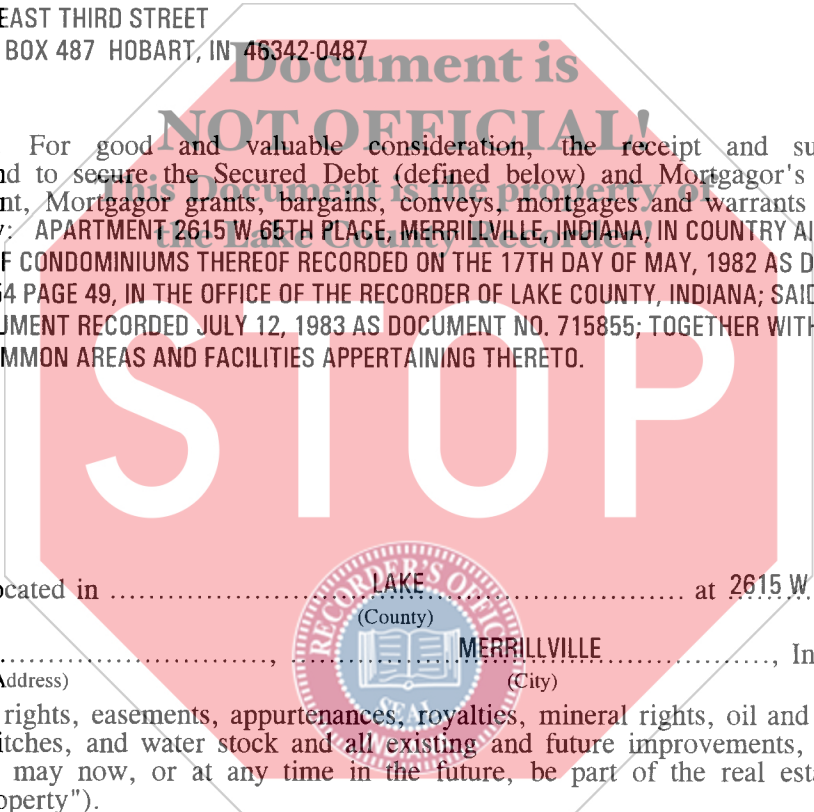 EAST THIRD STREET
BOX 487 HOBART, IN 46342-0487
Document is
NOT OFFICIAL!
For good and valuable consideration, the receipt and su
nd to secure the Secured Debt (defined below) and Mortgagor's
This Document is the property of
nt, Mortgagor grants, bargains, conveys, mortgages and warrants
the Lake County Recorder!
y: APARTMENT 2615 W 65TH PLACE, MERRILLVILLE, INDIANA, IN COUNTRY AI
F CONDOMINIUMS THEREOF RECORDED ON THE 17TH DAY OF MAY, 1982 AS D
54 PAGE 49, IN THE OFFICE OF THE RECORDER OF LAKE COUNTY, INDIANA; SAID
UMENT RECORDED JULY 12, 1983 AS DOCUMENT NO. 715855; TOGETHER WITH
MMON AREAS AND FACILITIES APPERTAINING THERETO.
STOP
ocated in ........ LAKE ........ at 2615 W
(County)
........, ........ MERRILLVILLE ........, In
Address) (City)
RECORDER'S OFFIC
SEAL
rights, easements, appurtenances, royalties, mineral rights, oil and
itches, and water stock and all existing and future improvements,
may now, or at any time in the future, be part of the real esta
operty").